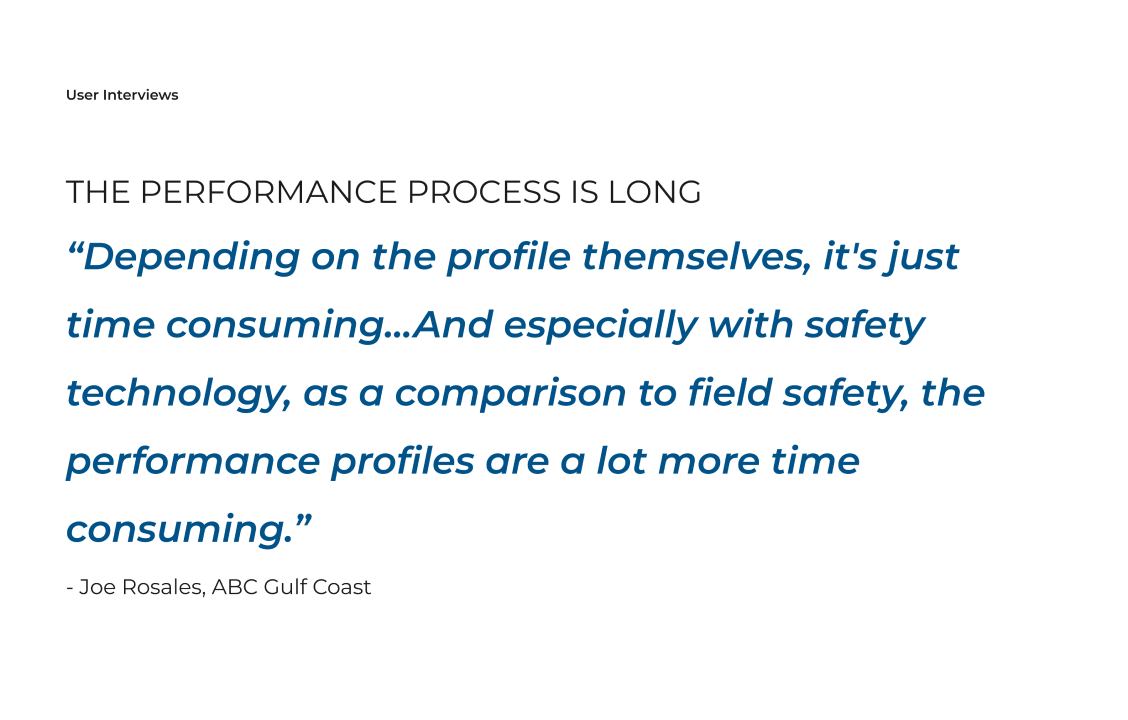 User Interviews
THE PERFORMANCE PROCESS IS LONG
“Depending on the profile themselves, it's just
time consuming...And especially with safety
technology, as a comparison to field safety, the
performance profiles are a lot more time
consuming.”
- Joe Rosales, ABC Gulf Coast